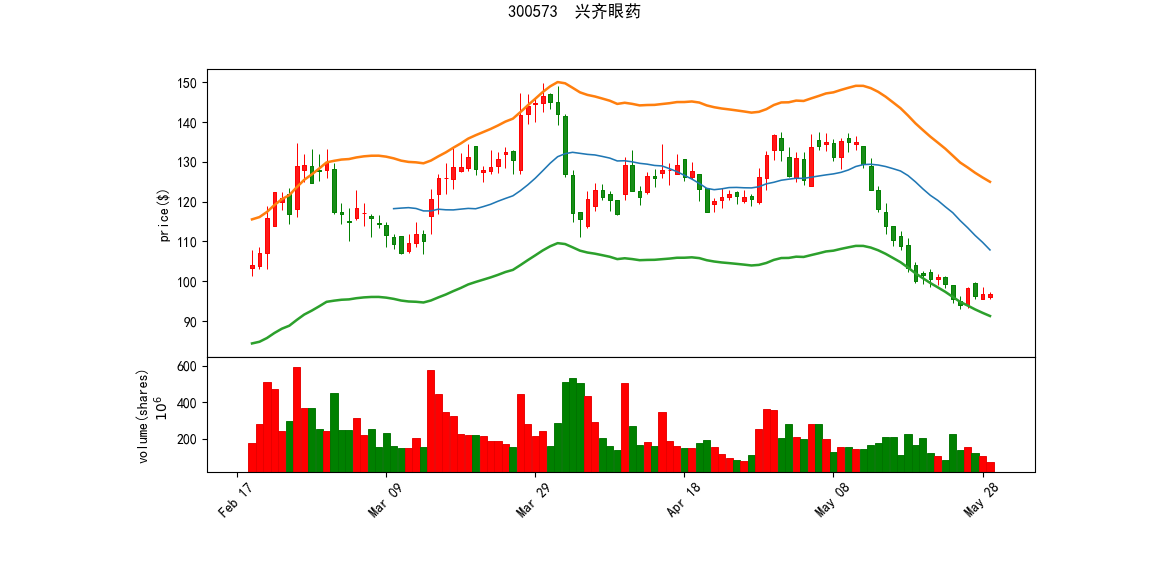 300573 兴齐眼药
150
140
130
120
110
100
90
price($)
600
400
200
volume(shares)
10^6
Feb 17
Mar 09
Mar 29
Apr 18
May 08
May 28